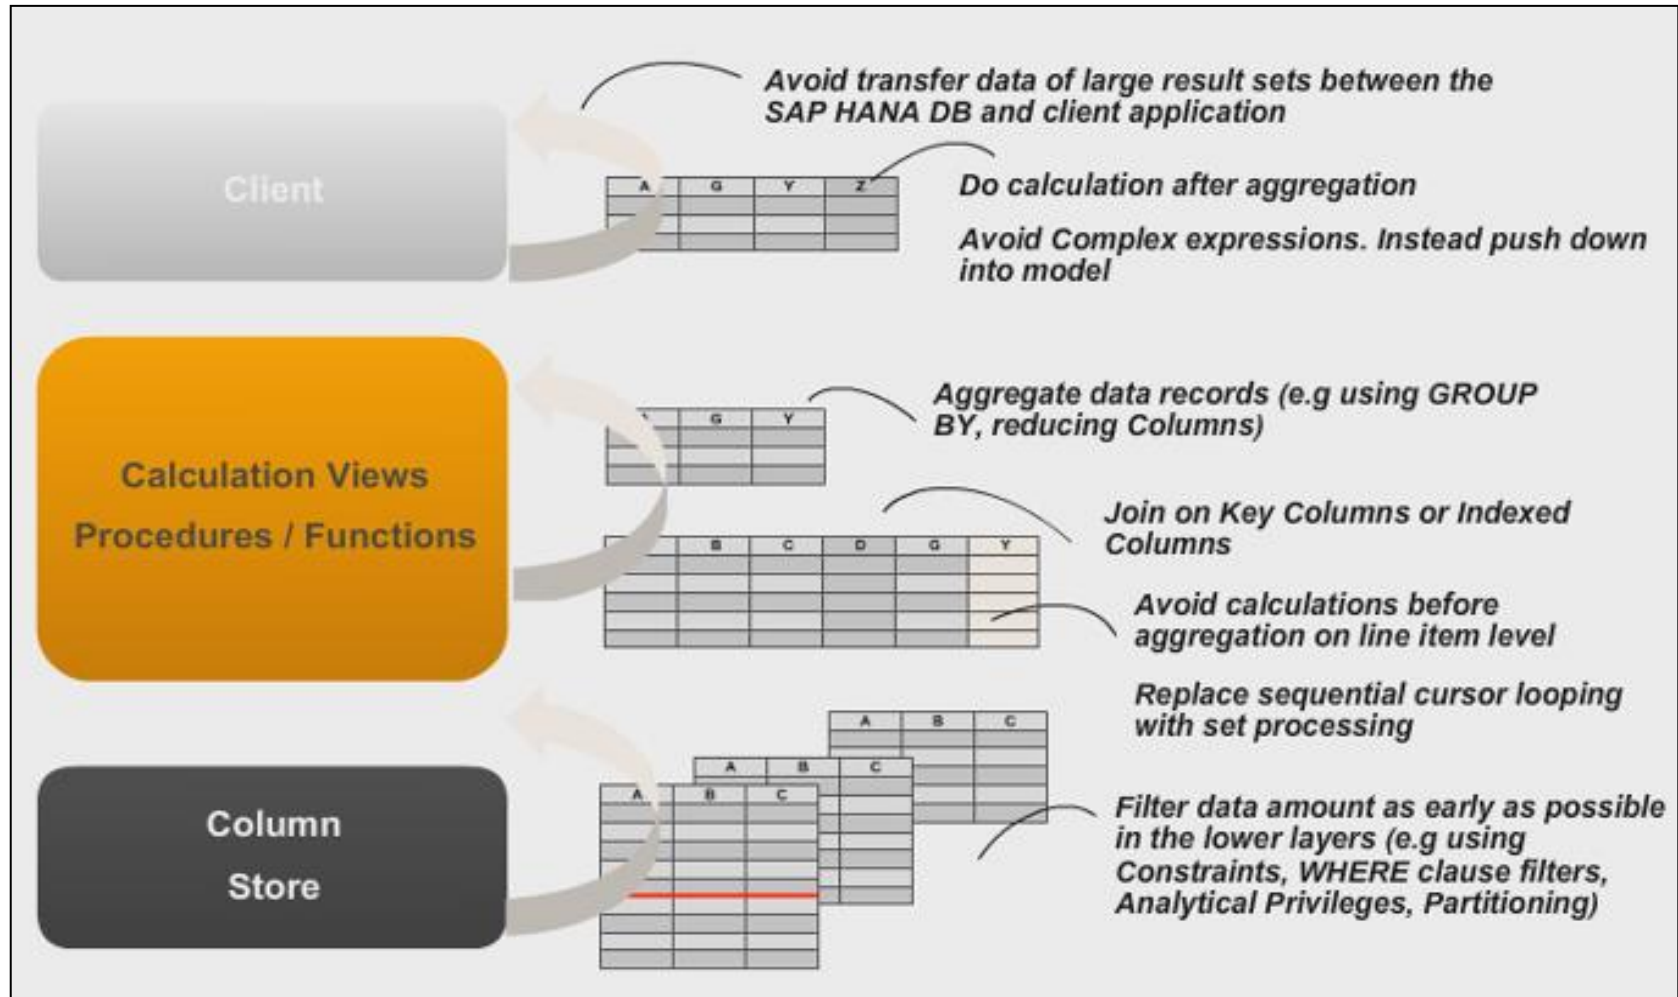 Avoid transfer data of large result sets between the
SAP HANA DB and client application
Client
A G Y Z
Do calculation after aggregation
Avoid Complex expressions. Instead push down
into model
Aggregate data records (e.g using GROUP
BY, reducing Columns)
G Y
Calculation Views
Procedures / Functions
Join on Key Columns or Indexed
Columns
B C D G Y
Avoid calculations before
aggregation on line item level
Replace sequential cursor looping
with set processing
A B C
A B C
A B C
Column
Store
Filter data amount as early as possible
in the lower layers (e.g using
Constraints, WHERE clause filters,
Analytical Privileges, Partitioning)